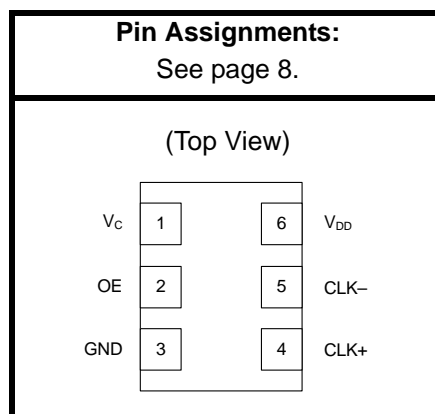 Pin Assignments:
See page 8.
(Top View)
VC 1 6 VDD
OE 2 5 CLK–
GND 3 4 CLK+